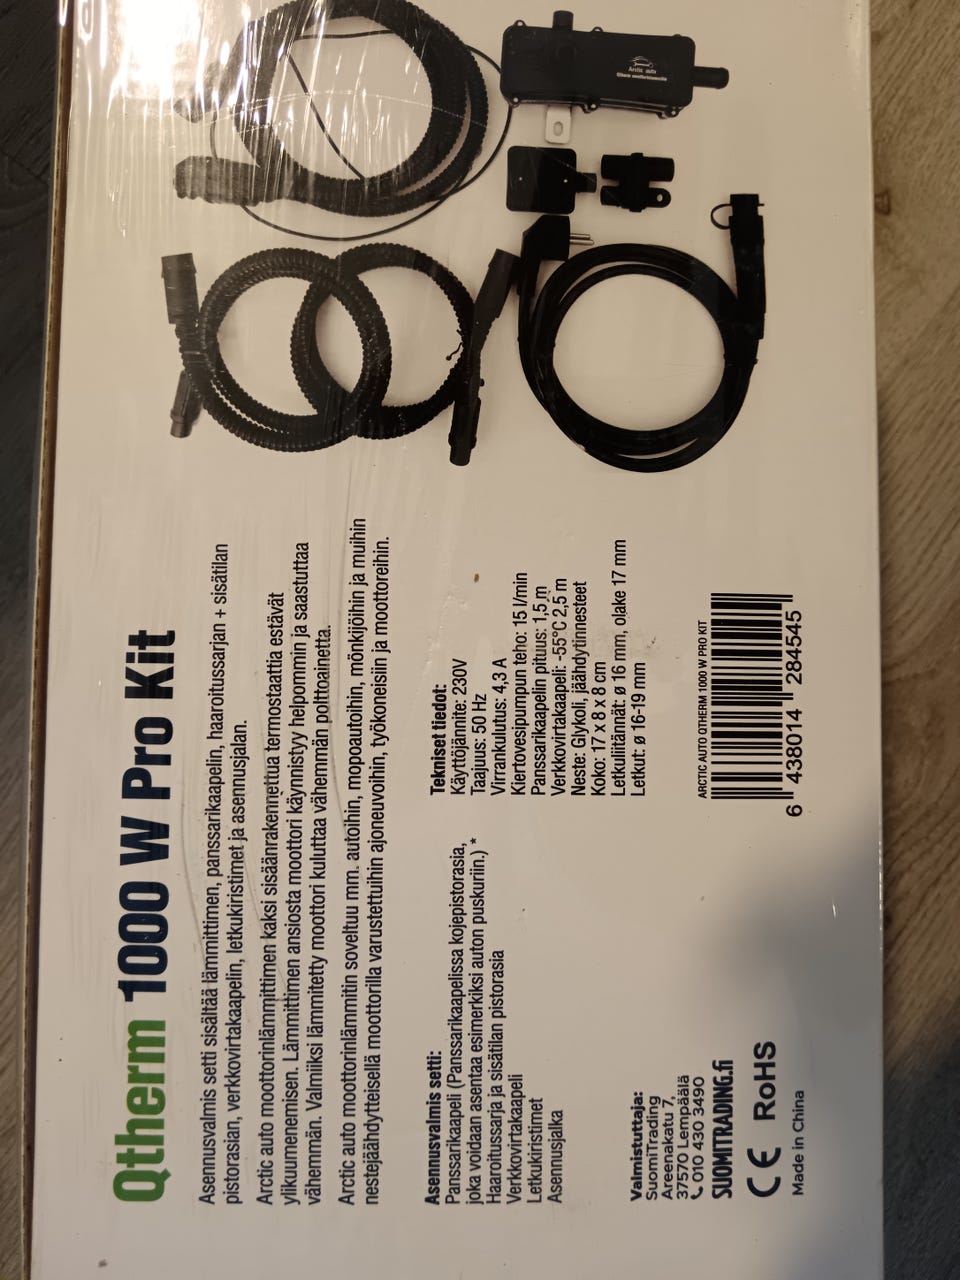 Qtherm 1000 W Pro Kit
Asennusvalmis setti sisältää lämmittimen, panssarikaapelin, haaroitussarjan + sisätilan
pistorasian, verkkovirtakaapelin, letkukiristimet ja asennusjalan.
Arctic auto moottorinlämmittimen kaksi sisäänrakennettua termostaattia estävät
ylikuumenemisen. Lämmittimen ansiosta moottori käynnistyy helpommin ja saastuttaa
vähemmän. Valmiiksi lämmitetty moottori kuluttaa vähemmän polttoainetta.
Arctic auto moottorinlämmitin soveltuu mm. autoihin, mopoautoihin, mönkijöihin ja muihin
nestejäähdytteisellä moottorilla varustettuihin ajoneuvoihin, työkoneisiin ja moottoreihin.
Asennusvalmis setti:
Panssarikaapeli (Panssarikaapelissa kojepistorasia,
joka voidaan asentaa esimerkiksi auton puskuriin.) *
Haaroitussarja ja sisätilan pistorasia
Verkkovirtakaapeli
Letkukiristimet
Asennusjalka
Tekniset tiedot:
Käyttöjännite: 230V
Taajuus: 50 Hz
Virrankulutus: 4,3 A
Kiertovesipumpun teho: 15 l/min
Panssarikaapelin pituus: 1,5 m
Verkkovirtakaapeli: -55°C 2,5 m
Neste: Glykoli, jäähdytinnesteet
Koko: 17 x 8 x 8 cm
Letkuliitännät: ø 16 mm, olake 17 mm
Letkut: ø 16-19 mm
Valmistuttaja:
SuomiTrading
Areenakatu 7,
37570 Lempäälä
010 430 3490
SUOMITRADING.fi
CE RoHS
Made in China
ARCTIC AUTO QTHERM 1000 W PRO KIT
6 438014 284545
Arctic auto